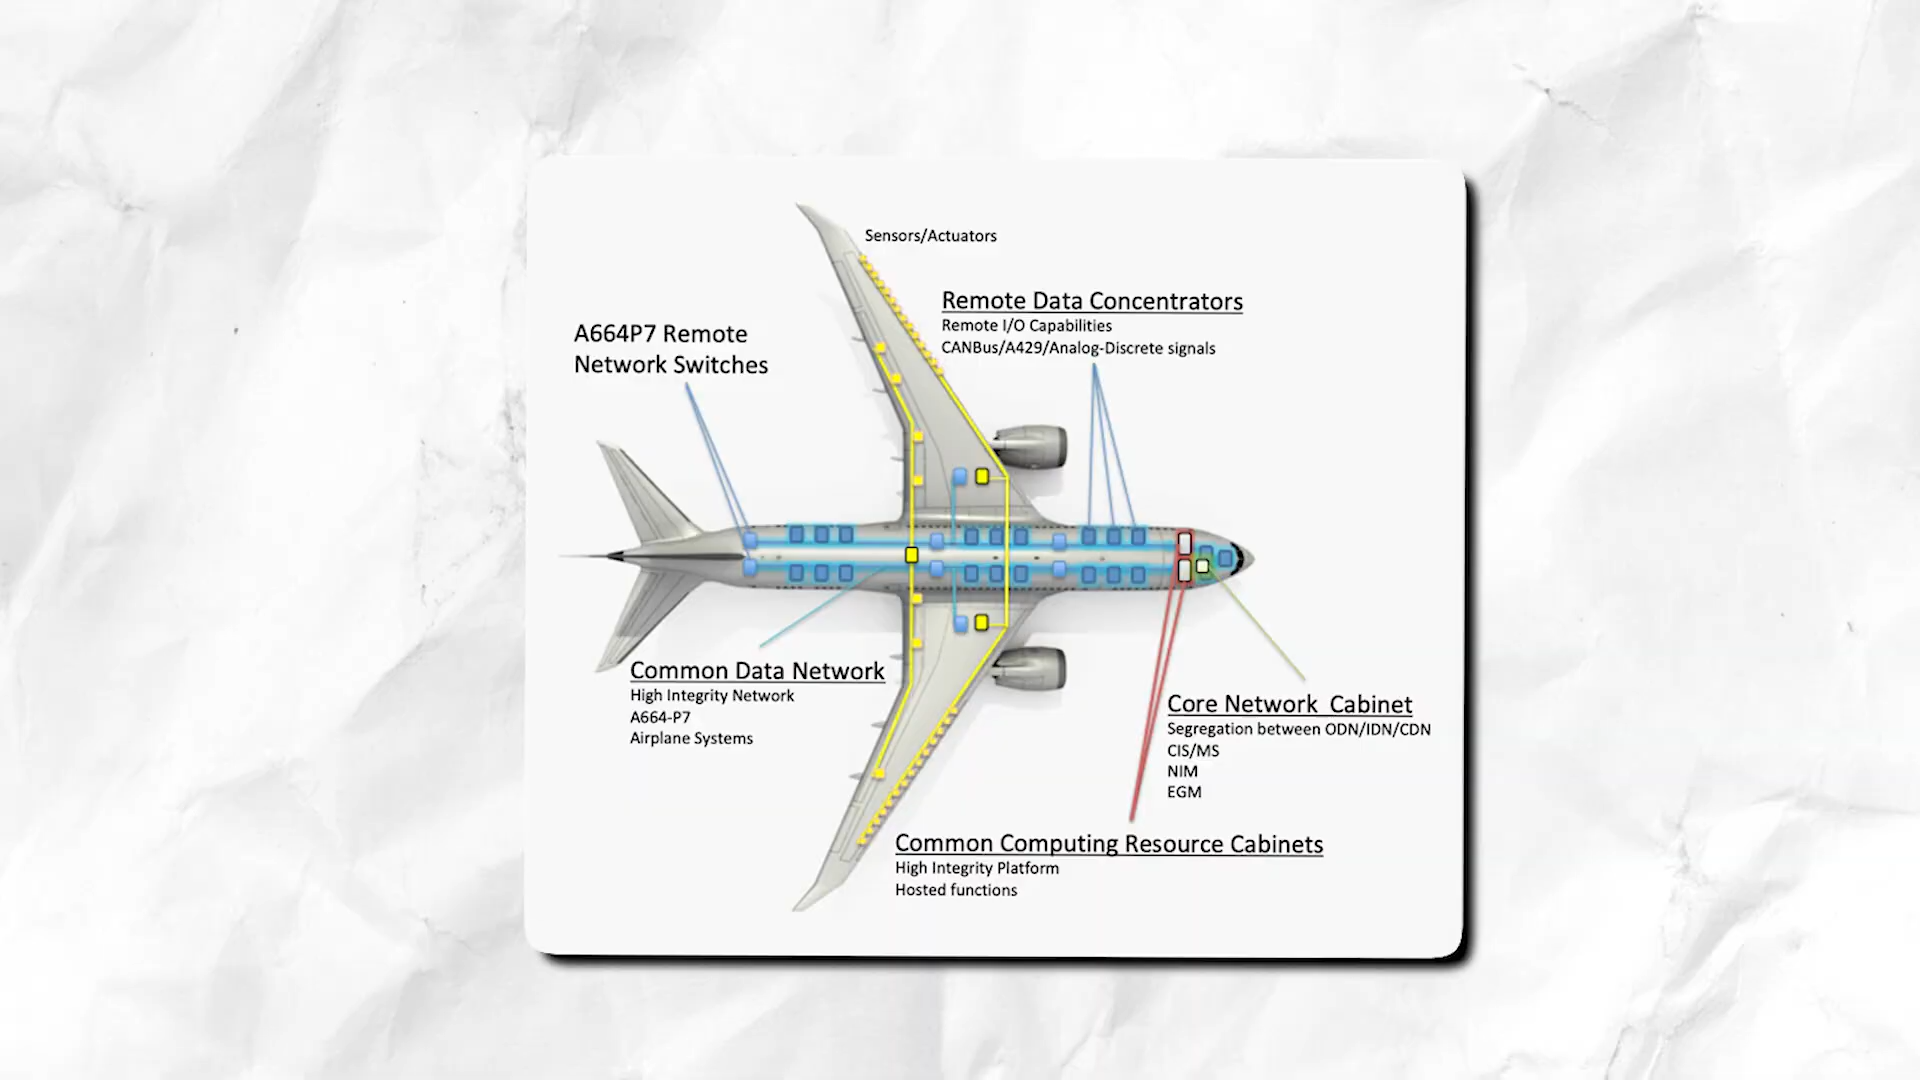 Sensors/Actuators
Remote Data Concentrators
Remote I/O Capabilities
CANBus/A429/Analog-Discrete signals
A664P7 Remote
Network Switches
Common Data Network
High Integrity Network
A664-P7
Airplane Systems
Core Network Cabinet
Segregation between ODN/IDN/CDN
CIS/MS
NIM
EGM
Common Computing Resource Cabinets
High Integrity Platform
Hosted functions